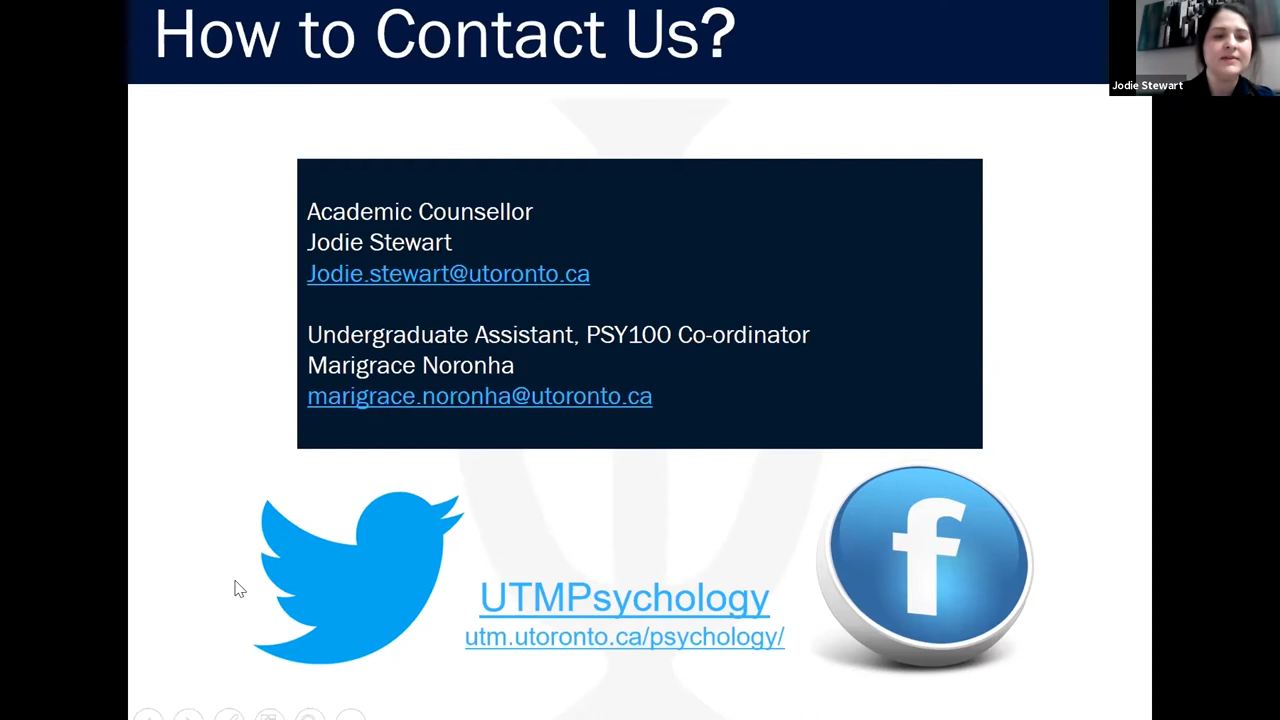 How to Contact Us?
Jodie Stewart
Academic Counsellor
Jodie Stewart
Jodie.stewart@utoronto.ca
Undergraduate Assistant, PSY100 Co-ordinator
Marigrace Noronha
marigrace.noronha@utoronto.ca
UTMPsychology
utm.utoronto.ca/psychology/